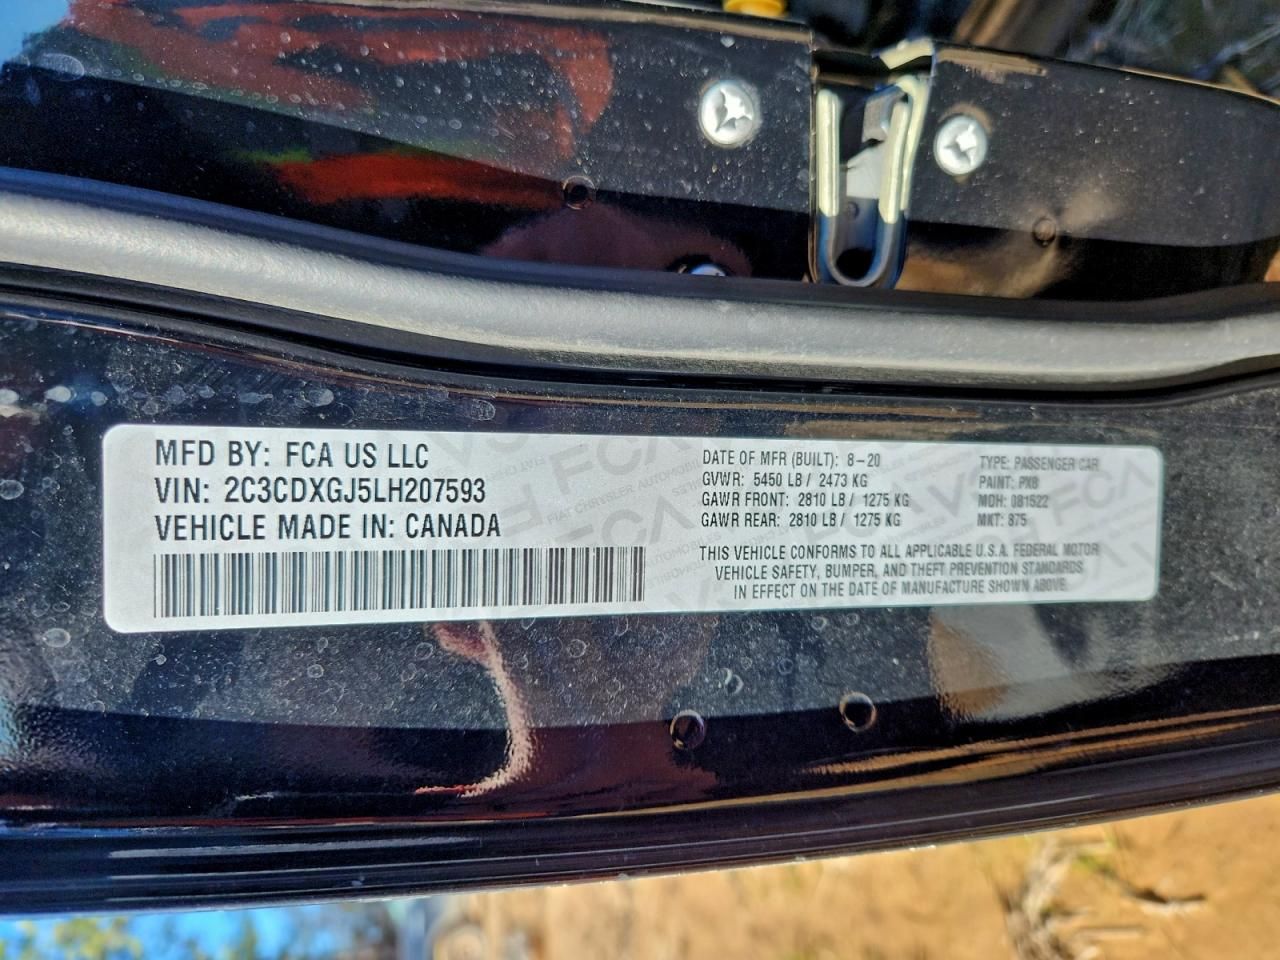 MFD BY: FCA US LLC
VIN: 2C3CDXGJ5LH207593
VEHICLE MADE IN: CANADA
DATE OF MFR (BUILT): 8-20
GVWR: 5450 LB / 2473 KG
GAWR FRONT: 2810 LB / 1275 KG
GAWR REAR: 2810 LB / 1275 KG
TYPE: PASSENGER CAR
PAINT: PX8
MDH: 081522
MKT: 875
THIS VEHICLE CONFORMS TO ALL APPLICABLE U.S.A. FEDERAL MOTOR
VEHICLE SAFETY, BUMPER, AND THEFT PREVENTION STANDARDS
IN EFFECT ON THE DATE OF MANUFACTURE SHOWN ABOVE.